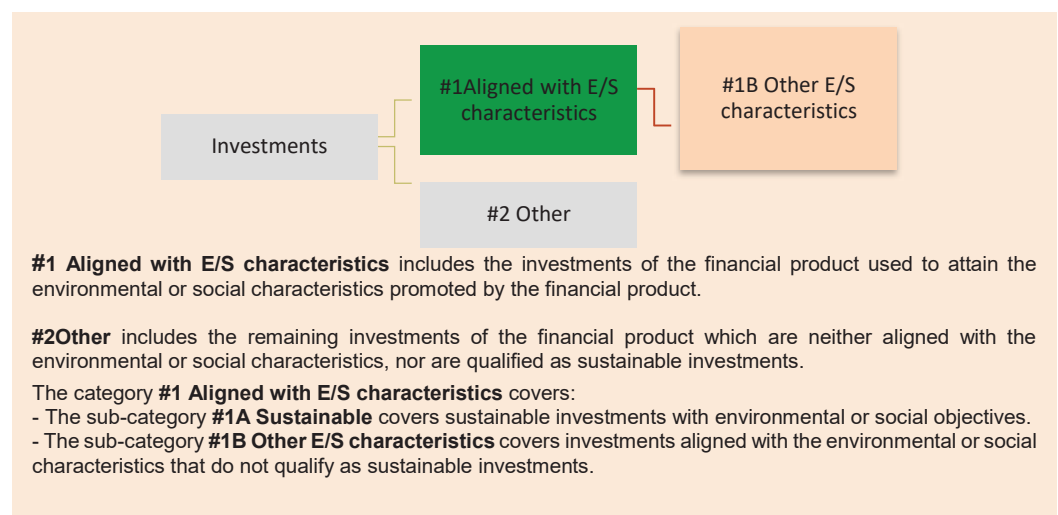 #1Aligned with E/S
characteristics
#1B Other E/S
characteristics
Investments
#2 Other
#1 Aligned with E/S characteristics includes the investments of the financial product used to attain the
environmental or social characteristics promoted by the financial product.
#2Other includes the remaining investments of the financial product which are neither aligned with the
environmental or social characteristics, nor are qualified as sustainable investments.
The category #1 Aligned with E/S characteristics covers:
- The sub-category #1A Sustainable covers sustainable investments with environmental or social objectives.
- The sub-category #1B Other E/S characteristics covers investments aligned with the environmental or social
characteristics that do not qualify as sustainable investments.